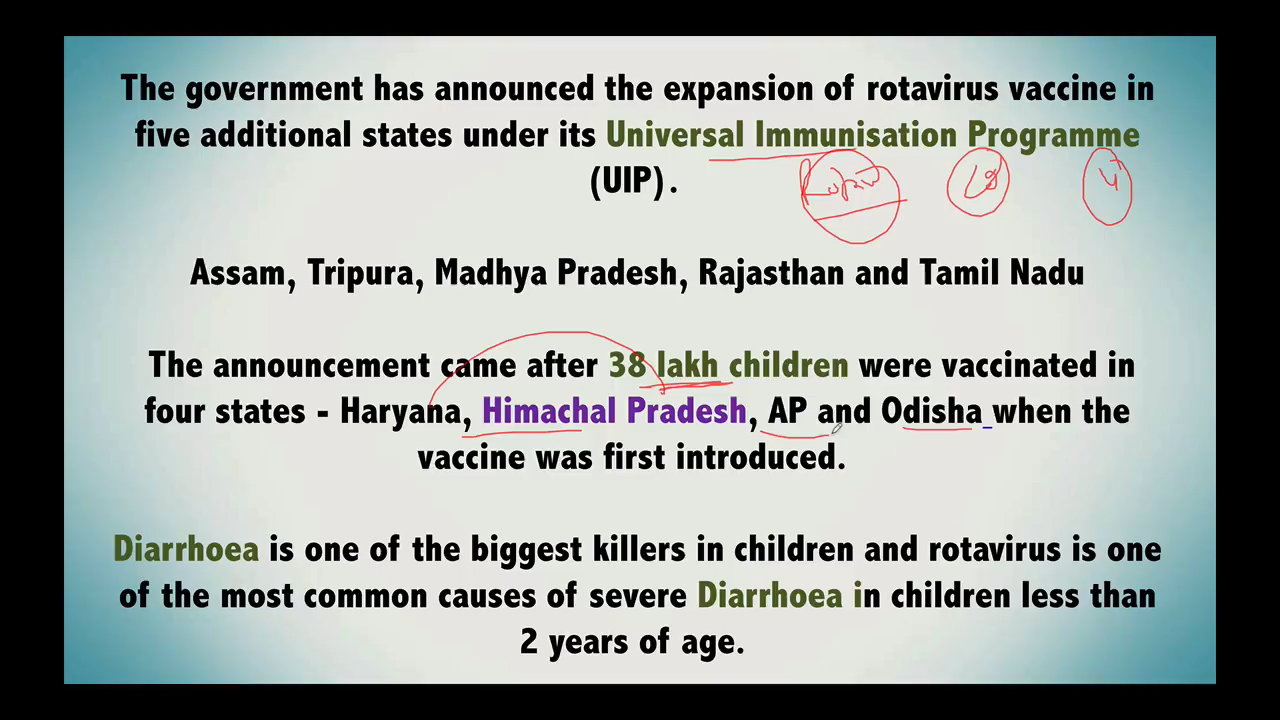 The government has announced the expansion of rotavirus vaccine in
five additional states under its Universal Immunisation Programme
(UIP).
Assam, Tripura, Madhya Pradesh, Rajasthan and Tamil Nadu
The announcement came after 38 lakh children were vaccinated in
four states - Haryana, Himachal Pradesh, AP and Odisha when the
vaccine was first introduced.
Diarrhoea is one of the biggest killers in children and rotavirus is one
of the most common causes of severe Diarrhoea in children less than
2 years of age.